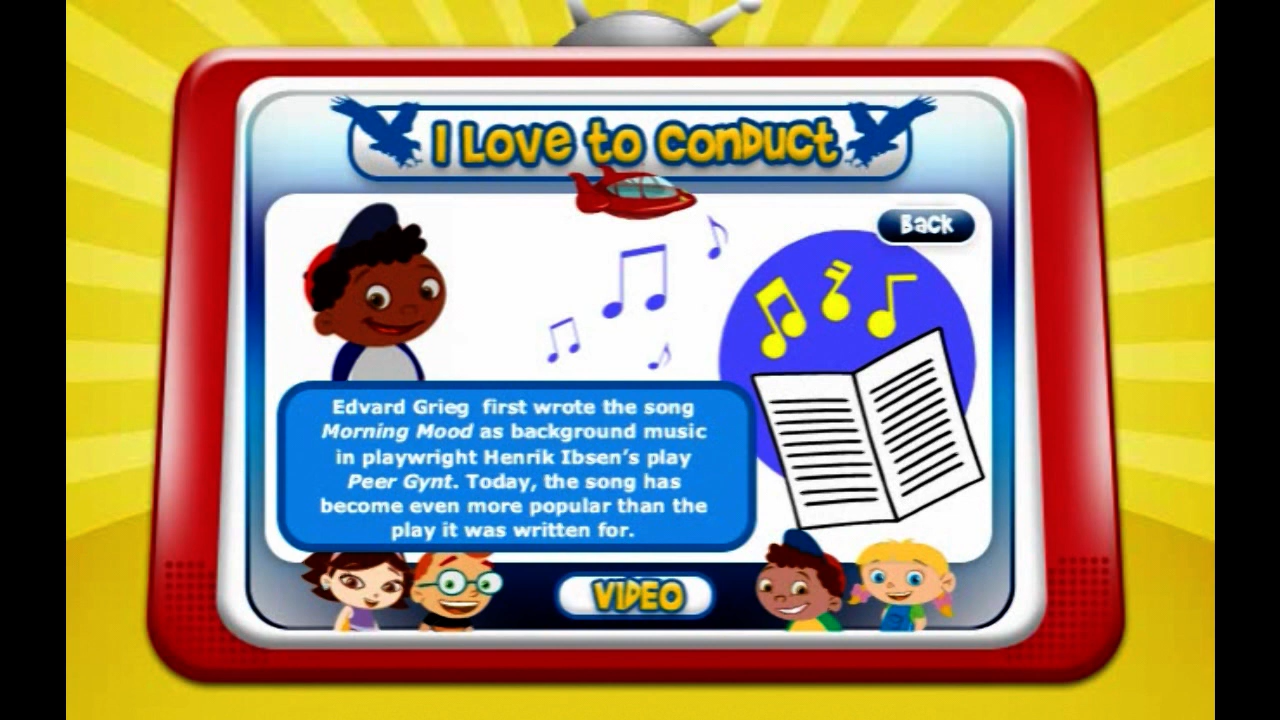 I Love to Conduct
Back
Edvard Grieg first wrote the song
Morning Mood as background music
in playwright Henrik Ibsen's play
Peer Gynt. Today, the song has
become even more popular than the
play it was written for.
VIDEO